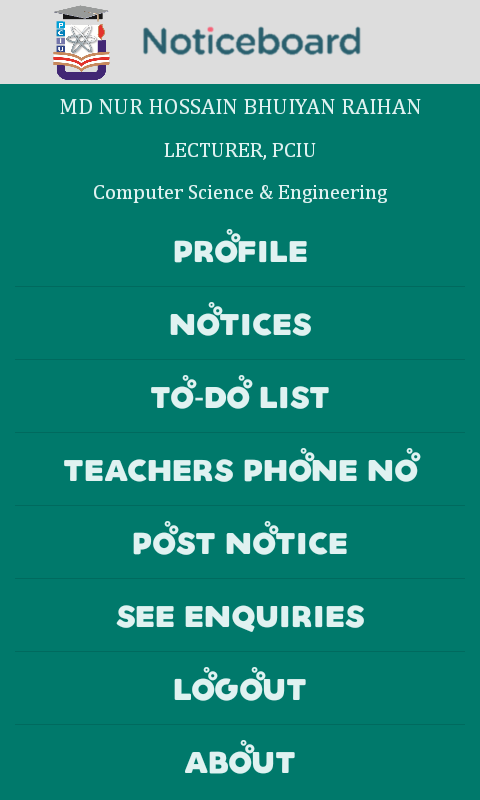 PCIU
Noticeboard
MD NUR HOSSAIN BHUIYAN RAIHAN
LECTURER, PCIU
Computer Science & Engineering
PROFILE
NOTICES
TO-DO LIST
TEACHERS PHONE NO
POST NOTICE
SEE ENQUIRIES
LOGOUT
ABOUT